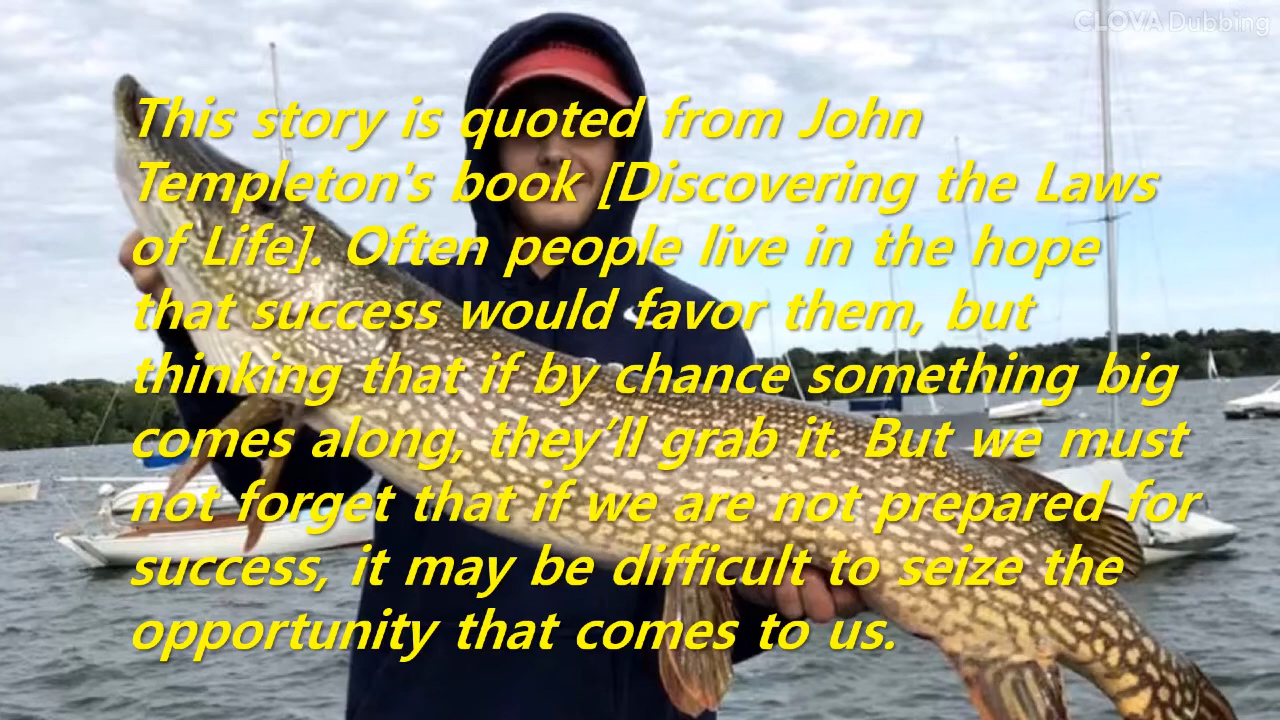 CLOVA Dubbing
This story is quoted from John
Templeton's book [Discovering the Laws
of Life]. Often people live in the hope
that success would favor them, but
thinking that if by chance something big
comes along, they’ll grab it. But we must
not forget that if we are not prepared for
success, it may be difficult to seize the
opportunity that comes to us.